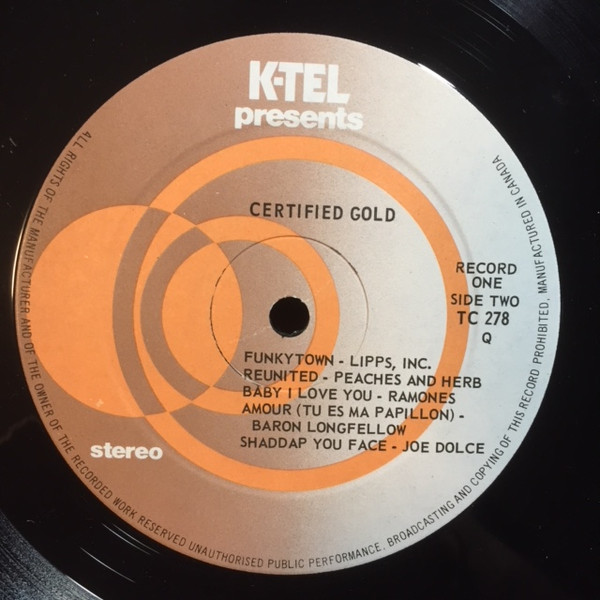 K-TEL
presents
CERTIFIED GOLD
RECORD
ONE
SIDE TWO
TC 278
Q
FUNKYTOWN - LIPPS, INC.
REUNITED - PEACHES AND HERB
BABY I LOVE YOU - RAMONES
AMOUR (TU ES MA PAPILLON) -
BARON LONGFELLOW
SHADDAP YOU FACE - JOE DOLCE
stereo
ALL RIGHTS OF THE MANUFACTURER AND OF THE OWNER OF THE RECORDED WORK RESERVED UNAUTHORISED PUBLIC PERFORMANCE, BROADCASTING AND COPYING OF THIS RECORD PROHIBITED, MANUFACTURED IN CANADA